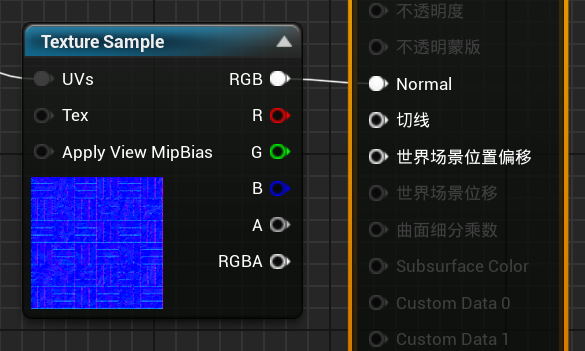 Texture Sample
UVs
RGB
Tex
R
Apply View MipBias
G
B
A
RGBA
不透明度
不透明蒙版
Normal
切线
世界场景位置偏移
世界场景位移
曲面细分乘数
Subsurface Color
Custom Data 0
Custom Data 1